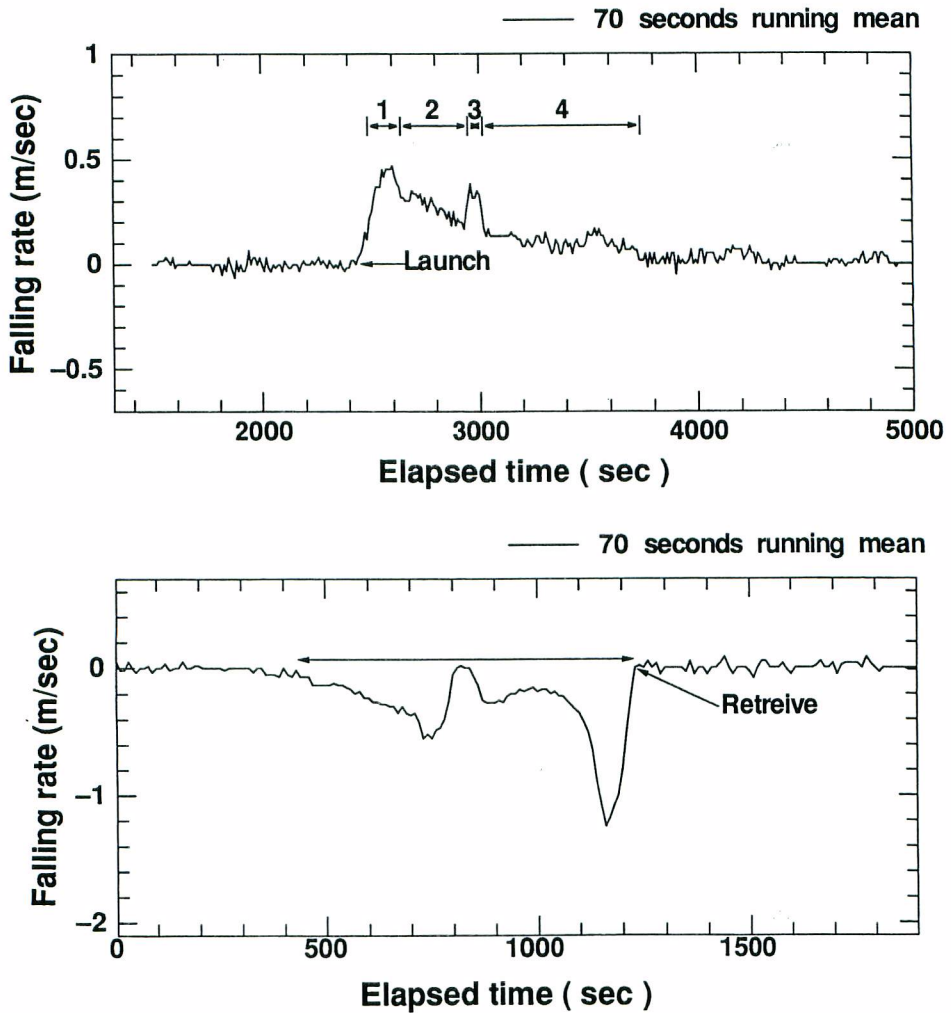 70 seconds running mean
1
0.5
0
−0.5
Falling rate (m/sec)
1 2 3 4
Launch
2000 3000 4000 5000
Elapsed time ( sec )
70 seconds running mean
0
−1
−2
Falling rate (m/sec)
Retreive
0 500 1000 1500
Elapsed time ( sec )